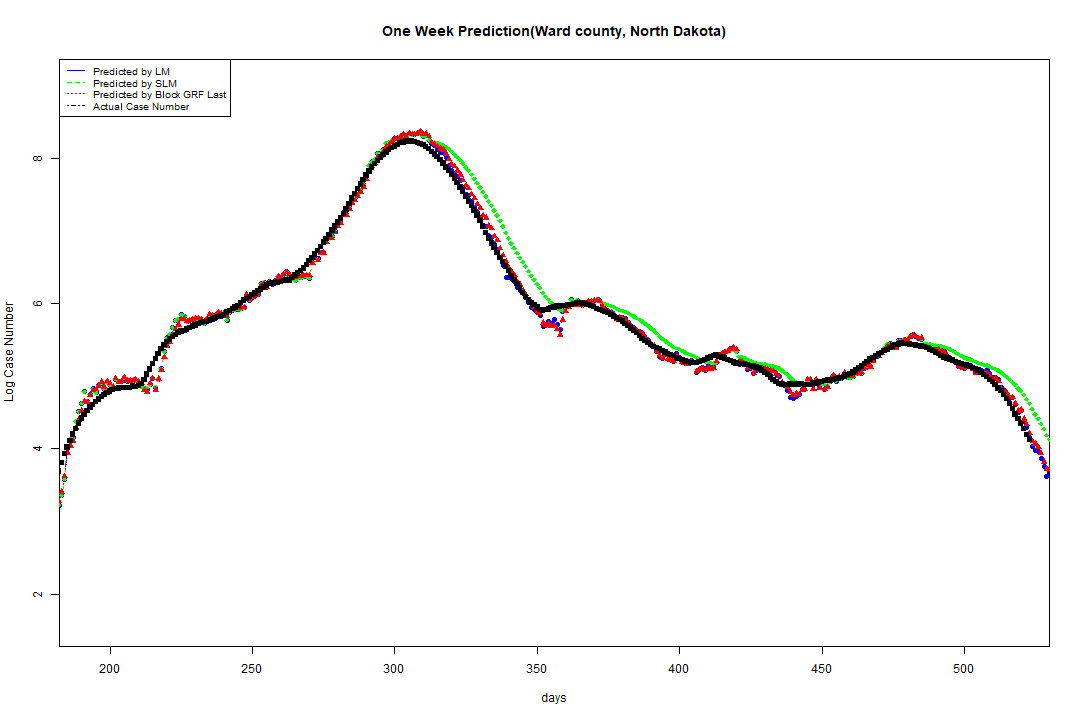 One Week Prediction(Ward county, North Dakota)
Predicted by LM
Predicted by SLM
Predicted by Block GRF Last
Actual Case Number
Log Case Number
8
6
4
2
200 250 300 350 400 450 500
days